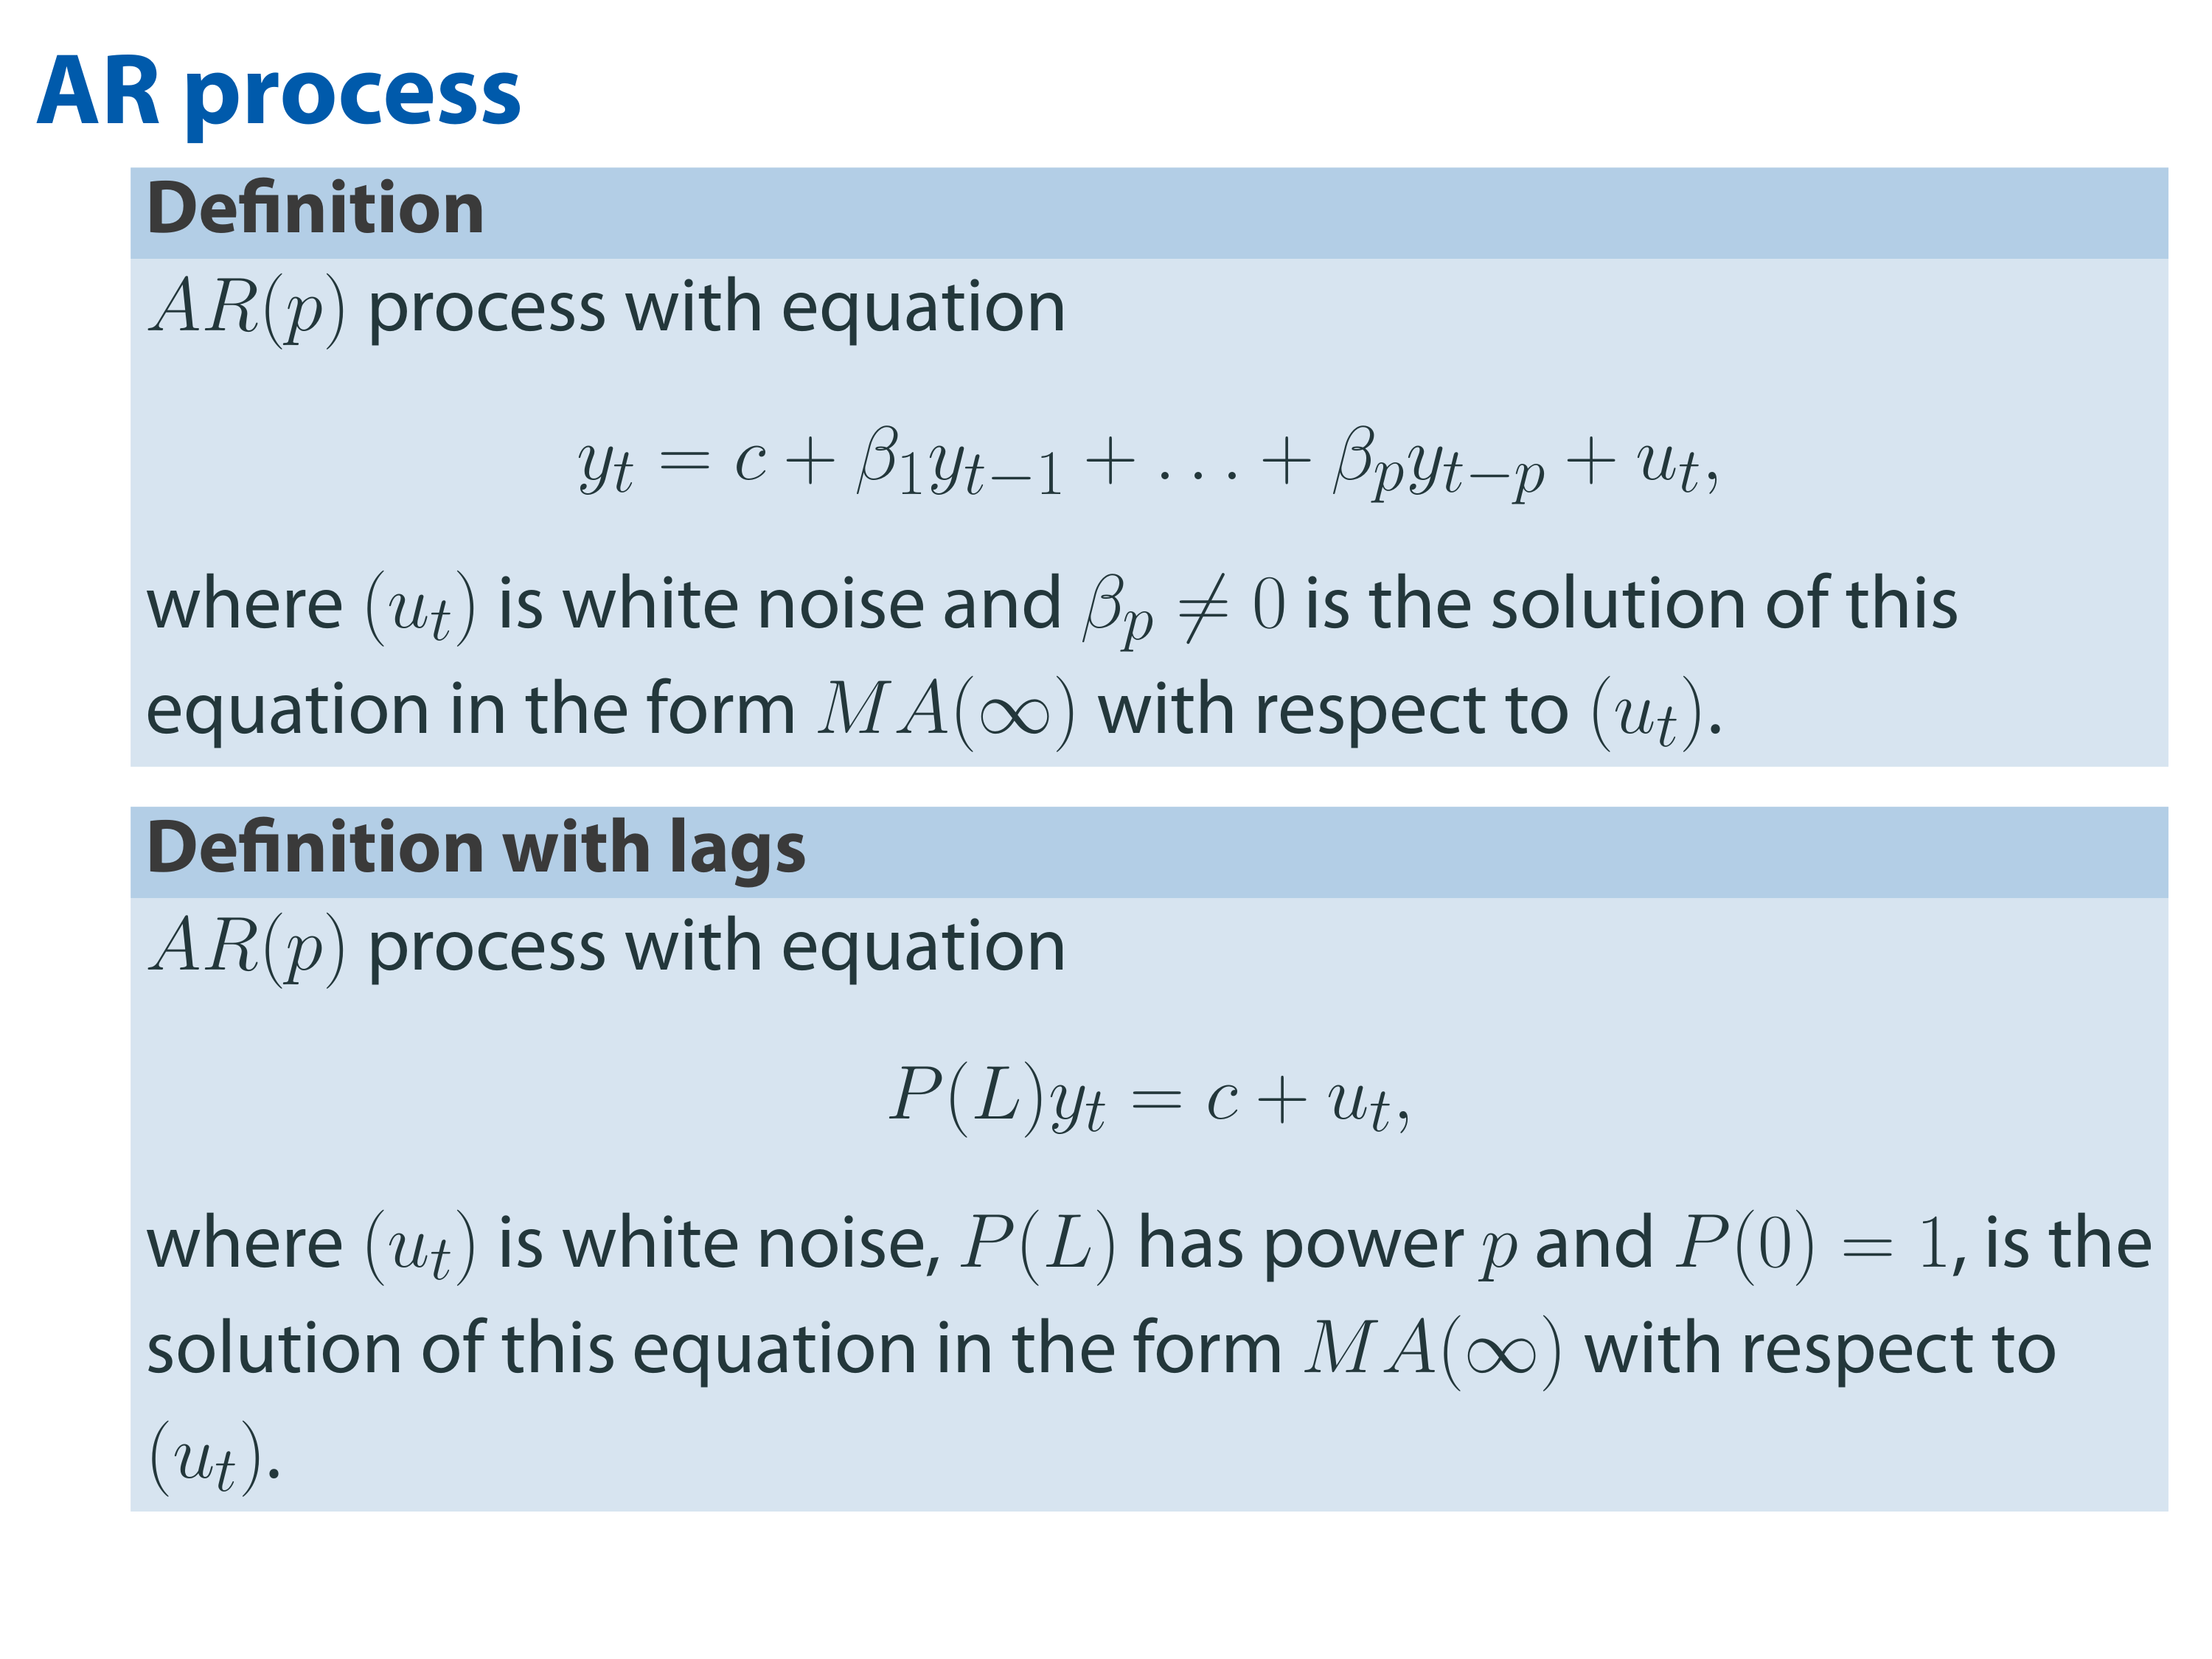 AR process
Definition
AR(p) process with equation
y_t = c + β_1 y_{t−1} + … + β_p y_{t−p} + u_t,
where (u_t) is white noise and β_p ≠ 0 is the solution of this
equation in the form MA(∞) with respect to (u_t).
Definition with lags
AR(p) process with equation
P(L)y_t = c + u_t,
where (u_t) is white noise, P(L) has power p and P(0) = 1, is the
solution of this equation in the form MA(∞) with respect to
(u_t).